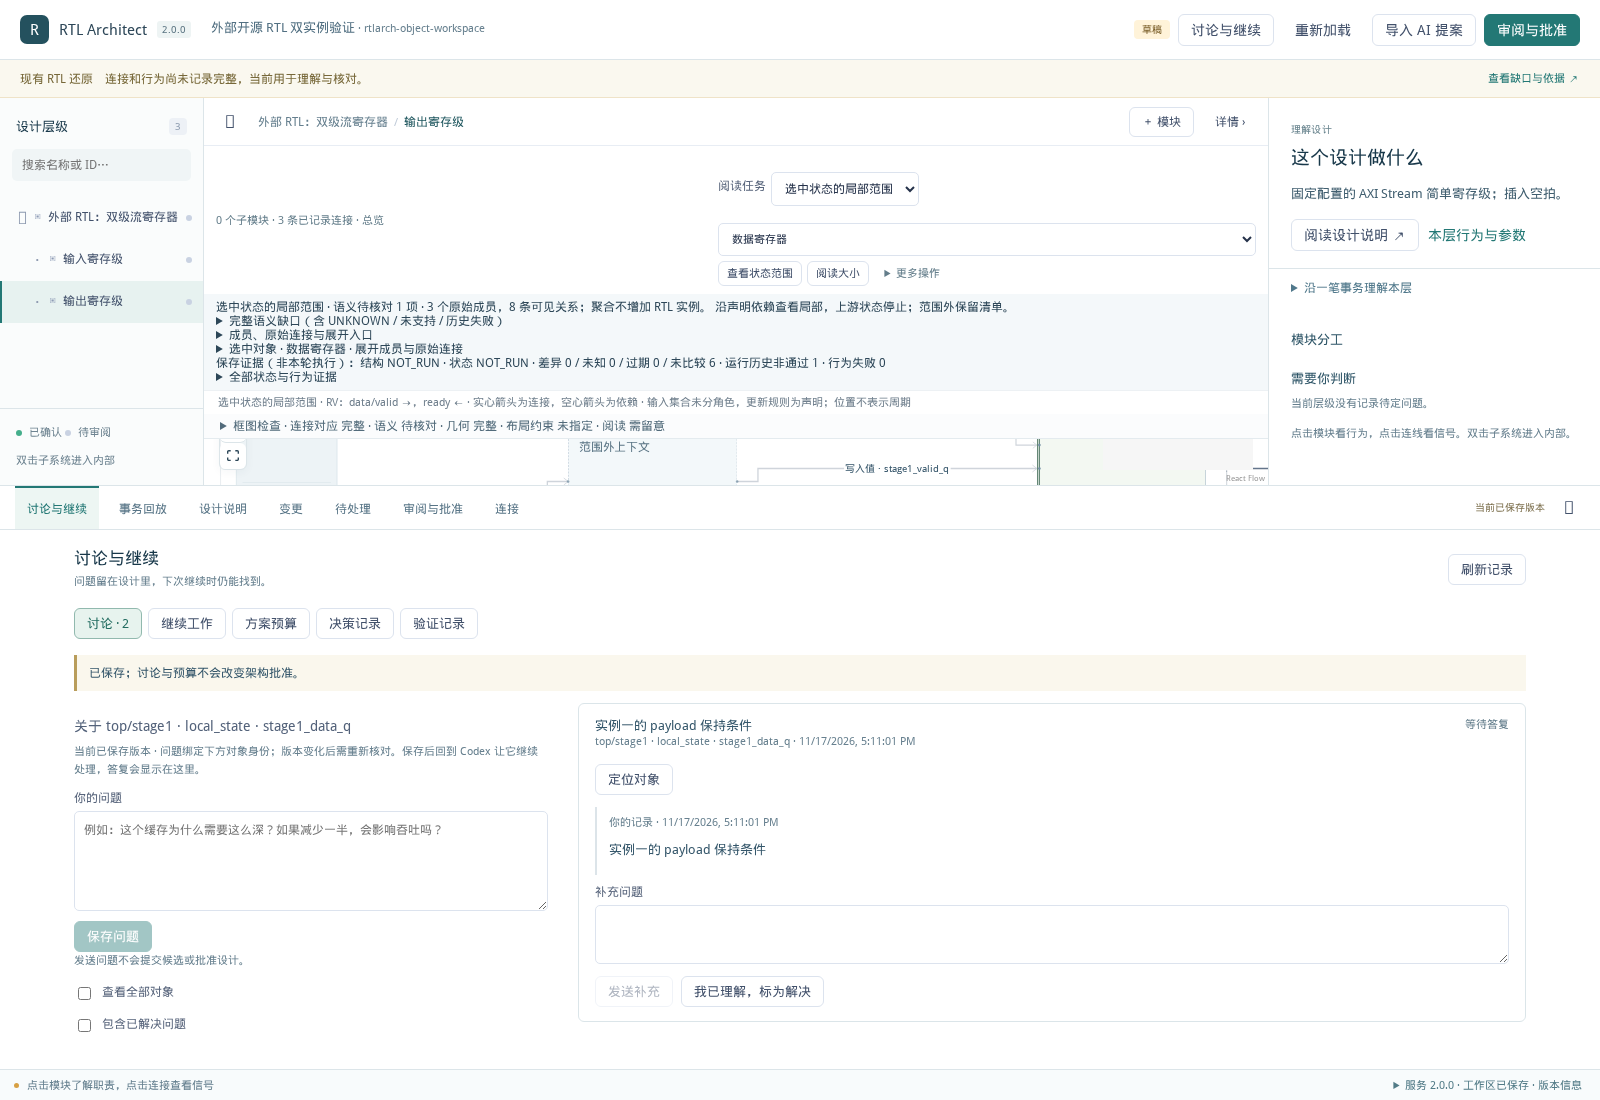 R RTL Architect 2.0.0 外部开源 RTL 双实例验证 · rtlarch-object-workspace 草稿 讨论与继续 重新加载 导入 AI 提案 审阅与批准
现有 RTL 还原 连接和行为尚未记录完整，当前用于理解与核对。 查看缺口与依据 ↗
设计层级 3
搜索名称或 ID…
外部 RTL：双级流寄存器
· 输入寄存级
· 输出寄存级
已确认 待审阅
双击子系统进入内部
外部 RTL：双级流寄存器 / 输出寄存级 ＋ 模块 详情 ›
0 个子模块 · 3 条已记录连接 · 总览
阅读任务 选中状态的局部范围
数据寄存器
查看状态范围 阅读大小 ▶ 更多操作
选中状态的局部范围 · 语义待核对 1 项 · 3 个原始成员，8 条可见关系；聚合不增加 RTL 实例。 沿声明依赖查看局部，上游状态停止；范围外保留清单。
▶ 完整语义缺口（含 UNKNOWN / 未支持 / 历史失败）
▶ 成员、原始连接与展开入口
▶ 选中对象 · 数据寄存器 · 展开成员与原始连接
保存证据（非本轮执行）：结构 NOT_RUN · 状态 NOT_RUN · 差异 0 / 未知 0 / 过期 0 / 未比较 6 · 运行历史非通过 1 · 行为失败 0
▶ 全部状态与行为证据
选中状态的局部范围 · RV：data/valid →，ready ← · 实心箭头为连接，空心箭头为依赖 · 输入集合未分角色，更新规则为声明；位置不表示周期
▶ 框图检查 · 连接对应 完整 · 语义 待核对 · 几何 完整 · 布局约束 未指定 · 阅读 需留意
范围外上下文
写入值 · stage1_valid_q
React Flow
理解设计
这个设计做什么
固定配置的 AXI Stream 简单寄存级；插入空拍。
阅读设计说明 ↗ 本层行为与参数
▶ 沿一笔事务理解本层
模块分工
需要你判断
当前层级没有记录待定问题。
点击模块看行为，点击连线看信号。双击子系统进入内部。
讨论与继续 事务回放 设计说明 变更 待处理 审阅与批准 连接 当前已保存版本
讨论与继续
问题留在设计里，下次继续时仍能找到。
刷新记录
讨论 · 2 继续工作 方案预算 决策记录 验证记录
已保存；讨论与预算不会改变架构批准。
关于 top/stage1 · local_state · stage1_data_q
当前已保存版本 · 问题绑定下方对象身份；版本变化后需重新核对。保存后回到 Codex 让它继续
处理，答复会显示在这里。
你的问题
例如：这个缓存为什么需要这么深？如果减少一半，会影响吞吐吗？
保存问题
发送问题不会提交候选或批准设计。
查看全部对象
包含已解决问题
实例一的 payload 保持条件 等待答复
top/stage1 · local_state · stage1_data_q · 11/17/2026, 5:11:01 PM
定位对象
你的记录 · 11/17/2026, 5:11:01 PM
实例一的 payload 保持条件
补充问题
发送补充 我已理解，标为解决
点击模块了解职责，点击连接查看信号 ▶ 服务 2.0.0 · 工作区已保存 · 版本信息